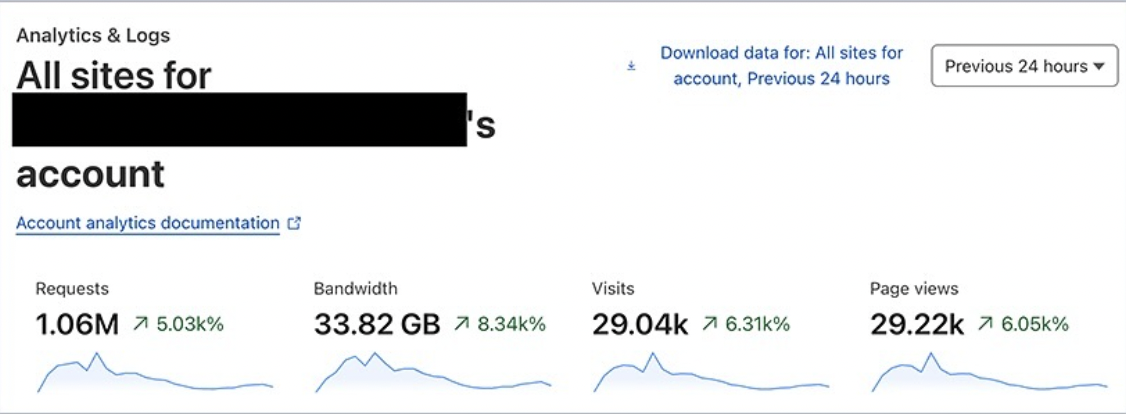 Analytics & Logs
All sites for
's
account
Download data for: All sites for
account, Previous 24 hours
Previous 24 hours
Account analytics documentation
Requests
1.06M 5.03k%
Bandwidth
33.82 GB 8.34k%
Visits
29.04k 6.31k%
Page views
29.22k 6.05k%